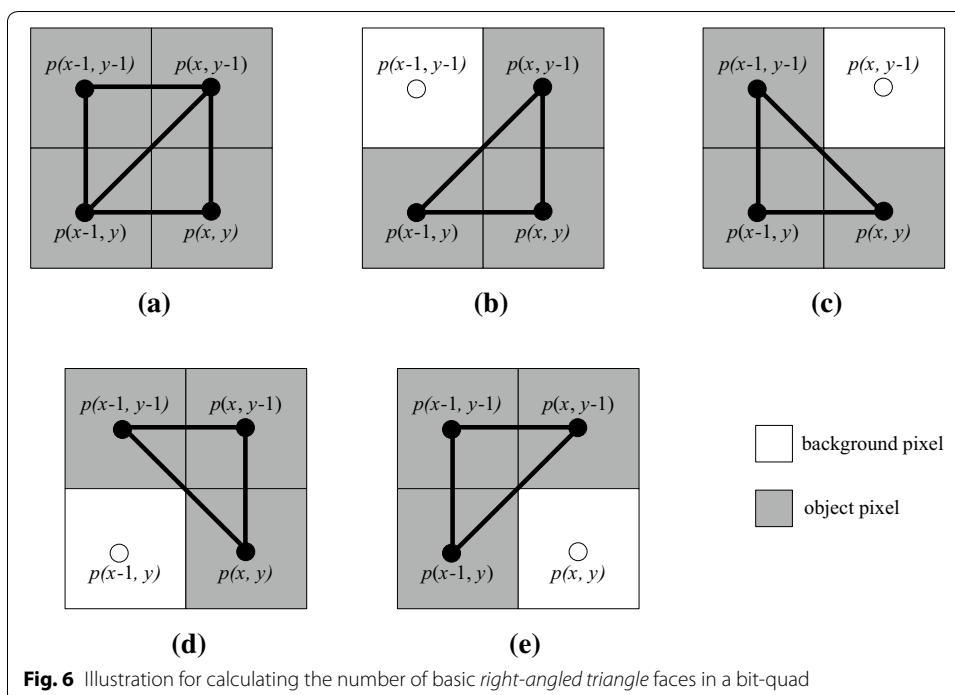 p(x-1, y-1) p(x, y-1) p(x-1, y-1) p(x, y-1) p(x-1, y-1) p(x, y-1)
p(x-1, y) p(x, y) p(x-1, y) p(x, y) p(x-1, y) p(x, y)
(a) (b) (c)
p(x-1, y-1) p(x, y-1) p(x-1, y-1) p(x, y-1)
background pixel
object pixel
p(x-1, y) p(x, y) p(x-1, y) p(x, y)
(d) (e)
Fig. 6 Illustration for calculating the number of basic right-angled triangle faces in a bit-quad